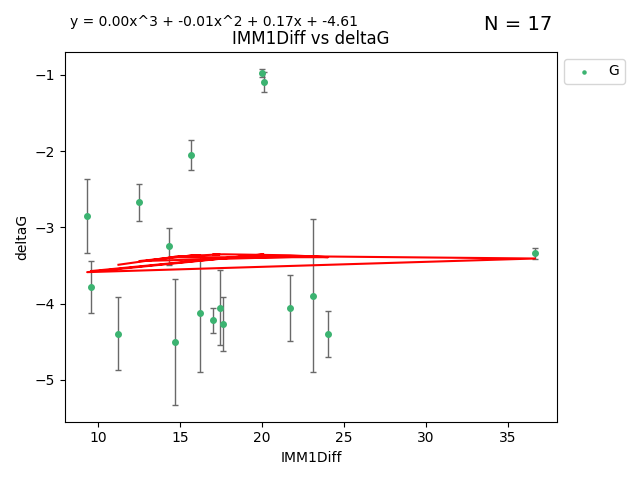 y = 0.00x^3 + -0.01x^2 + 0.17x + -4.61
N = 17
IMM1Diff vs deltaG
G
deltaG
−1
−2
−3
−4
−5
10 15 20 25 30 35
IMM1Diff